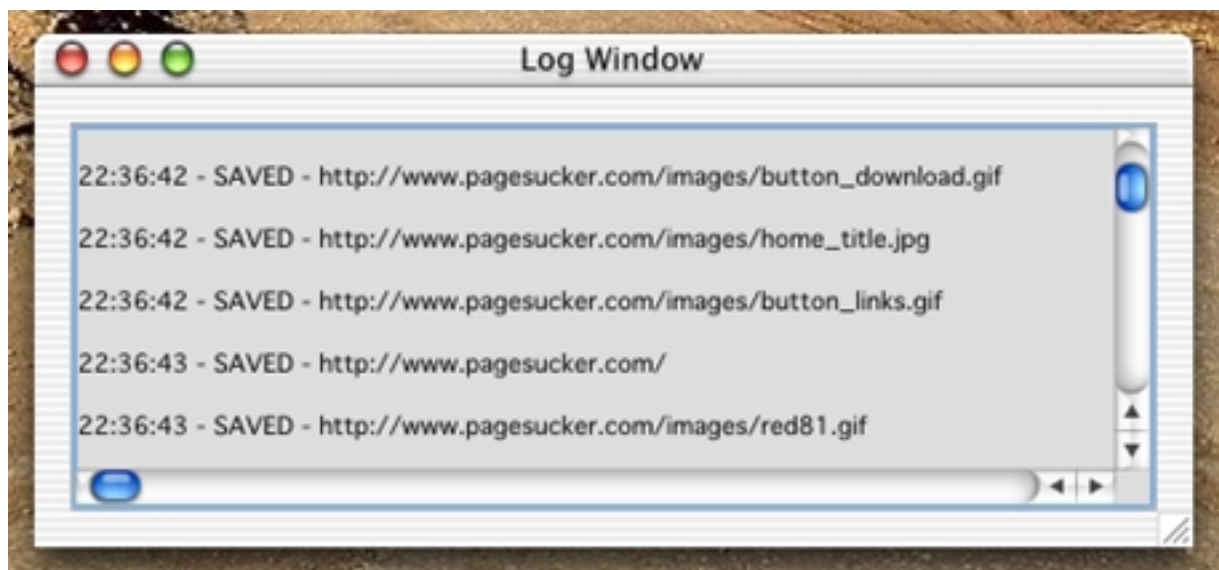 Log Window
22:36:42 - SAVED - http://www.pagesucker.com/images/button_download.gif
22:36:42 - SAVED - http://www.pagesucker.com/images/home_title.jpg
22:36:42 - SAVED - http://www.pagesucker.com/images/button_links.gif
22:36:43 - SAVED - http://www.pagesucker.com/
22:36:43 - SAVED - http://www.pagesucker.com/images/red81.gif